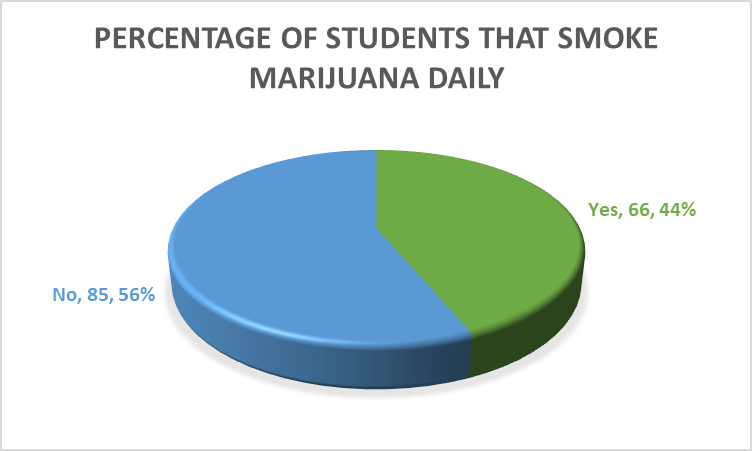 PERCENTAGE OF STUDENTS THAT SMOKE
MARIJUANA DAILY
Yes, 66, 44%
No, 85, 56%